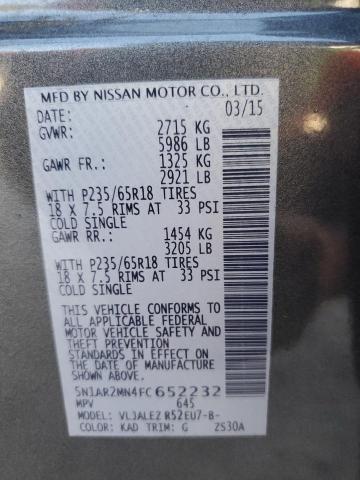 MFD BY NISSAN MOTOR CO., LTD.
DATE: 03/15
GVWR: 2715 KG
5986 LB
GAWR FR.: 1325 KG
2921 LB
WITH P235/65R18 TIRES
18 X 7.5 RIMS AT 33 PSI
COLD SINGLE
GAWR RR.: 1454 KG
3205 LB
WITH P235/65R18 TIRES
18 X 7.5 RIMS AT 33 PSI
COLD SINGLE
THIS VEHICLE CONFORMS TO
ALL APPLICABLE FEDERAL
MOTOR VEHICLE SAFETY AND
THEFT PREVENTION
STANDARDS IN EFFECT ON
THE DATE OF MANUFACTURE
SHOWN ABOVE.
5N1AR2MN4FC652232
MPV 645
MODEL: VLJALEZ R52EU7-B-
COLOR: KAD TRIM: G ZS30A